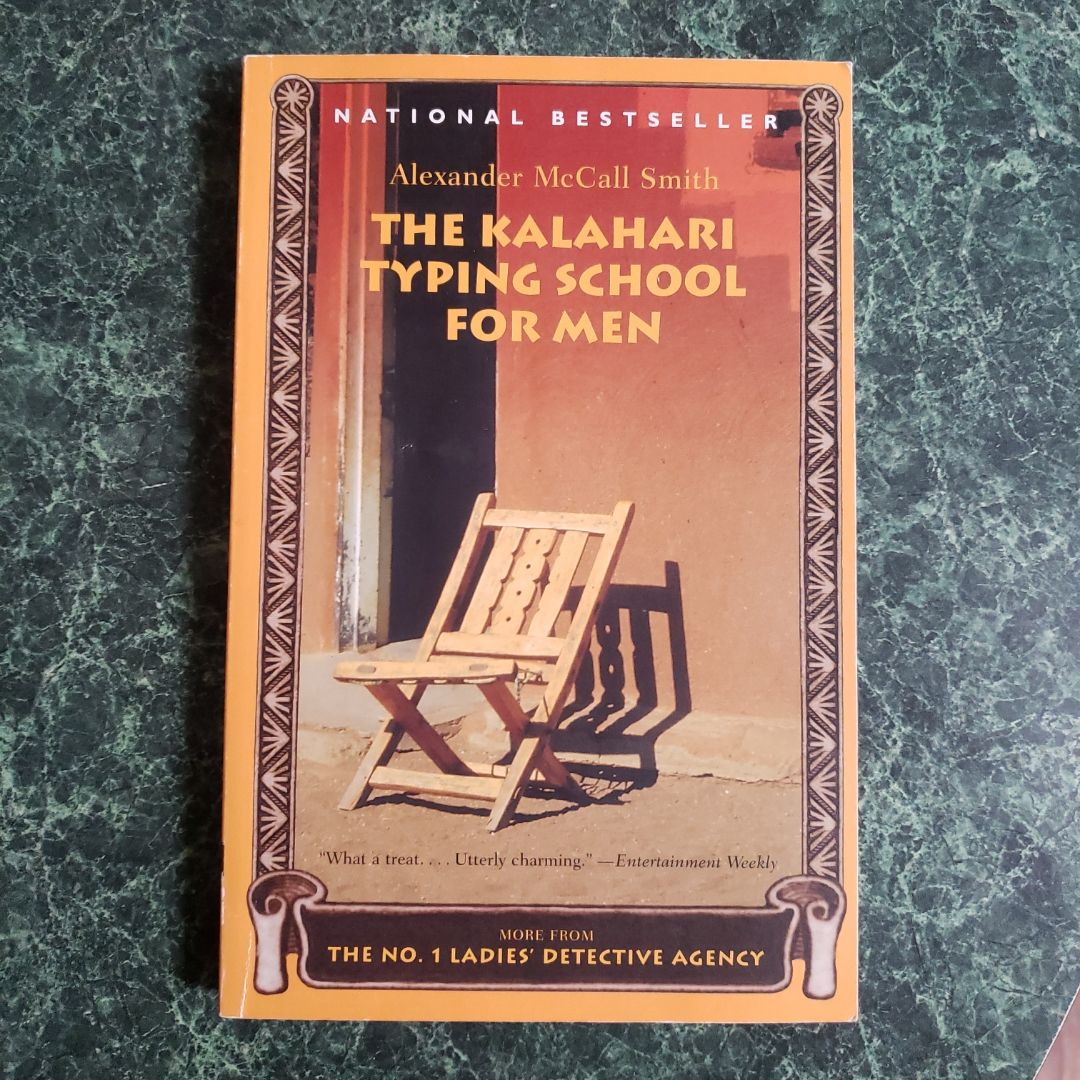 NATIONAL BESTSELLER
Alexander McCall Smith
THE KALAHARI
TYPING SCHOOL
FOR MEN
"What a treat. . . . Utterly charming." —Entertainment Weekly
MORE FROM
THE NO. 1 LADIES' DETECTIVE AGENCY